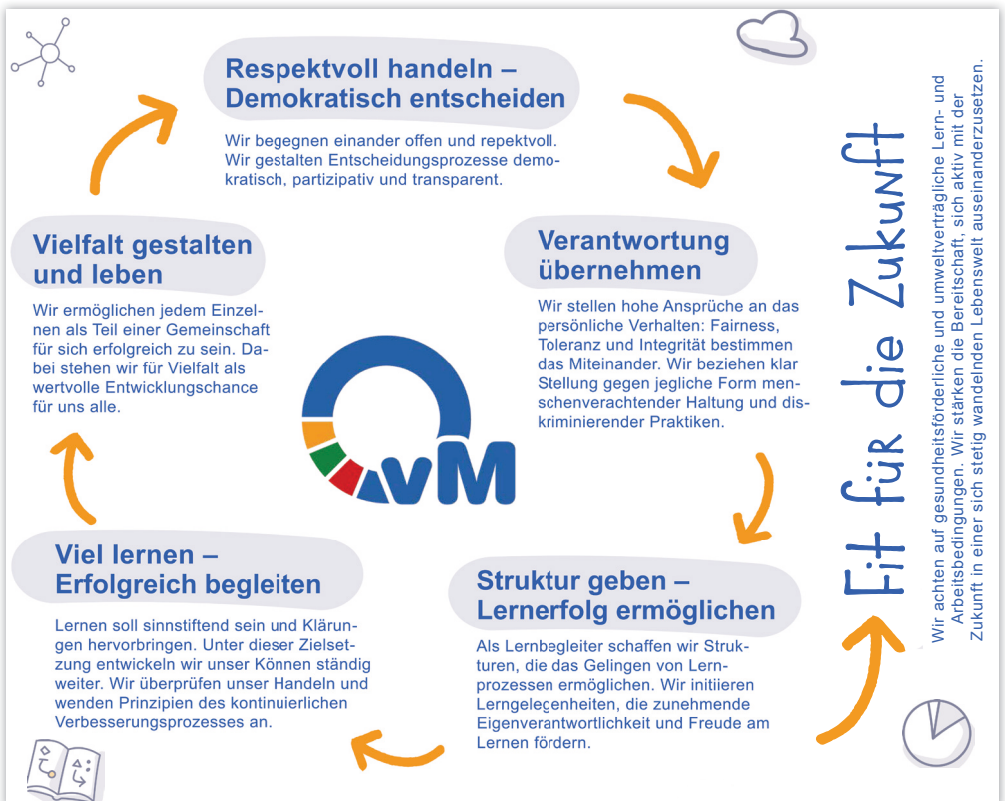 Respektvoll handeln –
Demokratisch entscheiden
Wir begegnen einander offen und repektvoll.
Wir gestalten Entscheidungsprozesse demo-
kratisch, partizipativ und transparent.
Verantwortung
übernehmen
Wir stellen hohe Ansprüche an das
persönliche Verhalten: Fairness,
Toleranz und Integrität bestimmen
das Miteinander. Wir beziehen klar
Stellung gegen jegliche Form men-
schenverachtender Haltung und dis-
kriminierender Praktiken.
Struktur geben –
Lernerfolg ermöglichen
Als Lernbegleiter schaffen wir Struk-
turen, die das Gelingen von Lern-
prozessen ermöglichen. Wir initiieren
Lerngelegenheiten, die zunehmende
Eigenverantwortlichkeit und Freude am
Lernen fördern.
Viel lernen –
Erfolgreich begleiten
Lernen soll sinnstiftend sein und Klärun-
gen hervorbringen. Unter dieser Zielset-
zung entwickeln wir unser Können ständig
weiter. Wir überprüfen unser Handeln und
wenden Prinzipien des kontinuierlichen
Verbesserungsprozesses an.
Vielfalt gestalten
und leben
Wir ermöglichen jedem Einzel-
nen als Teil einer Gemeinschaft
für sich erfolgreich zu sein. Da-
bei stehen wir für Vielfalt als
wertvolle Entwicklungschance
für uns alle.
vM
Fit für die Zukunft
Wir achten auf gesundheitsförderliche und umweltverträgliche Lern- und
Arbeitsbedingungen. Wir stärken die Bereitschaft, sich aktiv mit der
Zukunft in einer sich stetig wandelnden Lebenswelt auseinanderzusetzen.